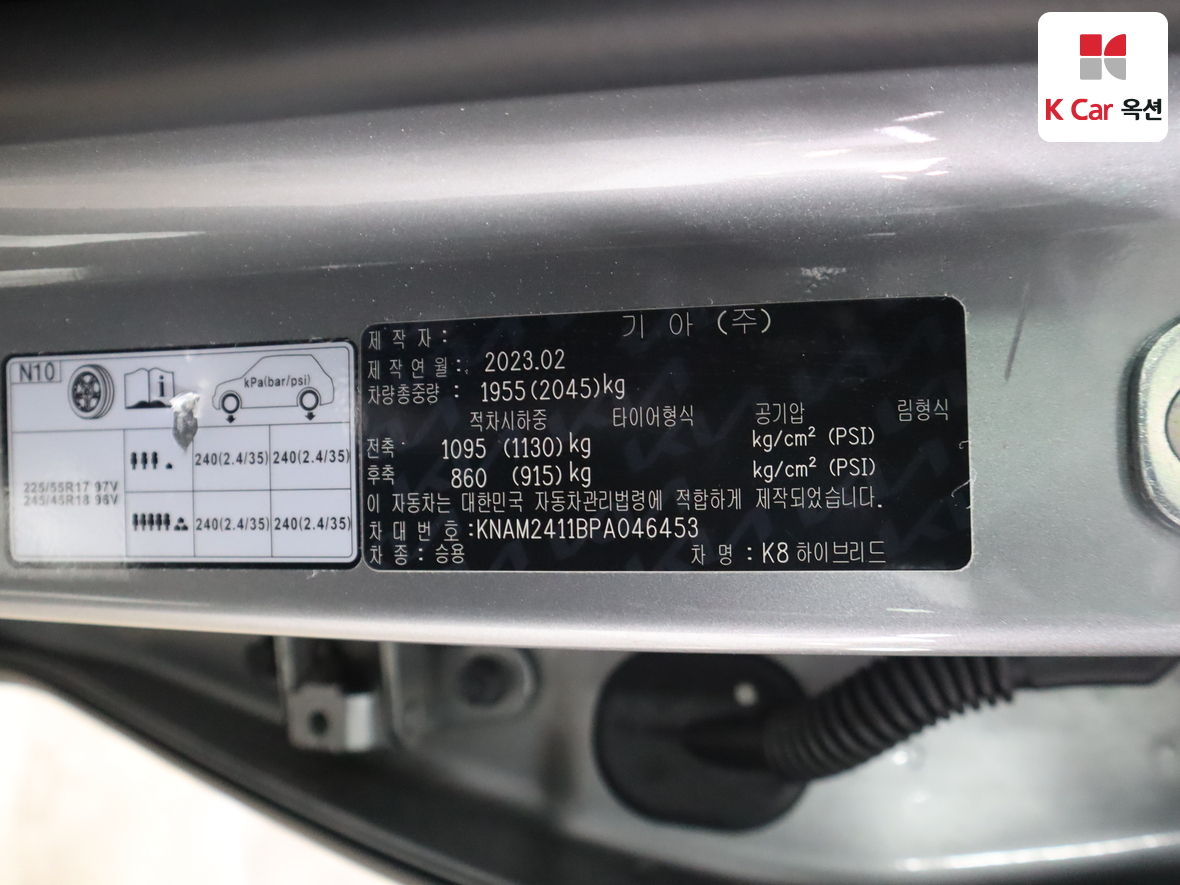 K Car 옥션
N10
kPa(bar/psi)
240(2.4/35) 240(2.4/35)
225/55R17 97V
245/45R18 96V
240(2.4/35) 240(2.4/35)
제 작 자 : 기 아 (주)
제 작 연 월 : 2023.02
차량총중량 : 1955(2045)kg
적차시하중 타이어형식 공기압 림형식
전축 : 1095 (1130) kg kg/cm² (PSI)
후축 860 (915) kg kg/cm² (PSI)
이 자동차는 대한민국 자동차관리법령에 적합하게 제작되었습니다.
차 대 번 호 :KNAM2411BPA046453
차 종 : 승용 차 명 : K8 하이브리드